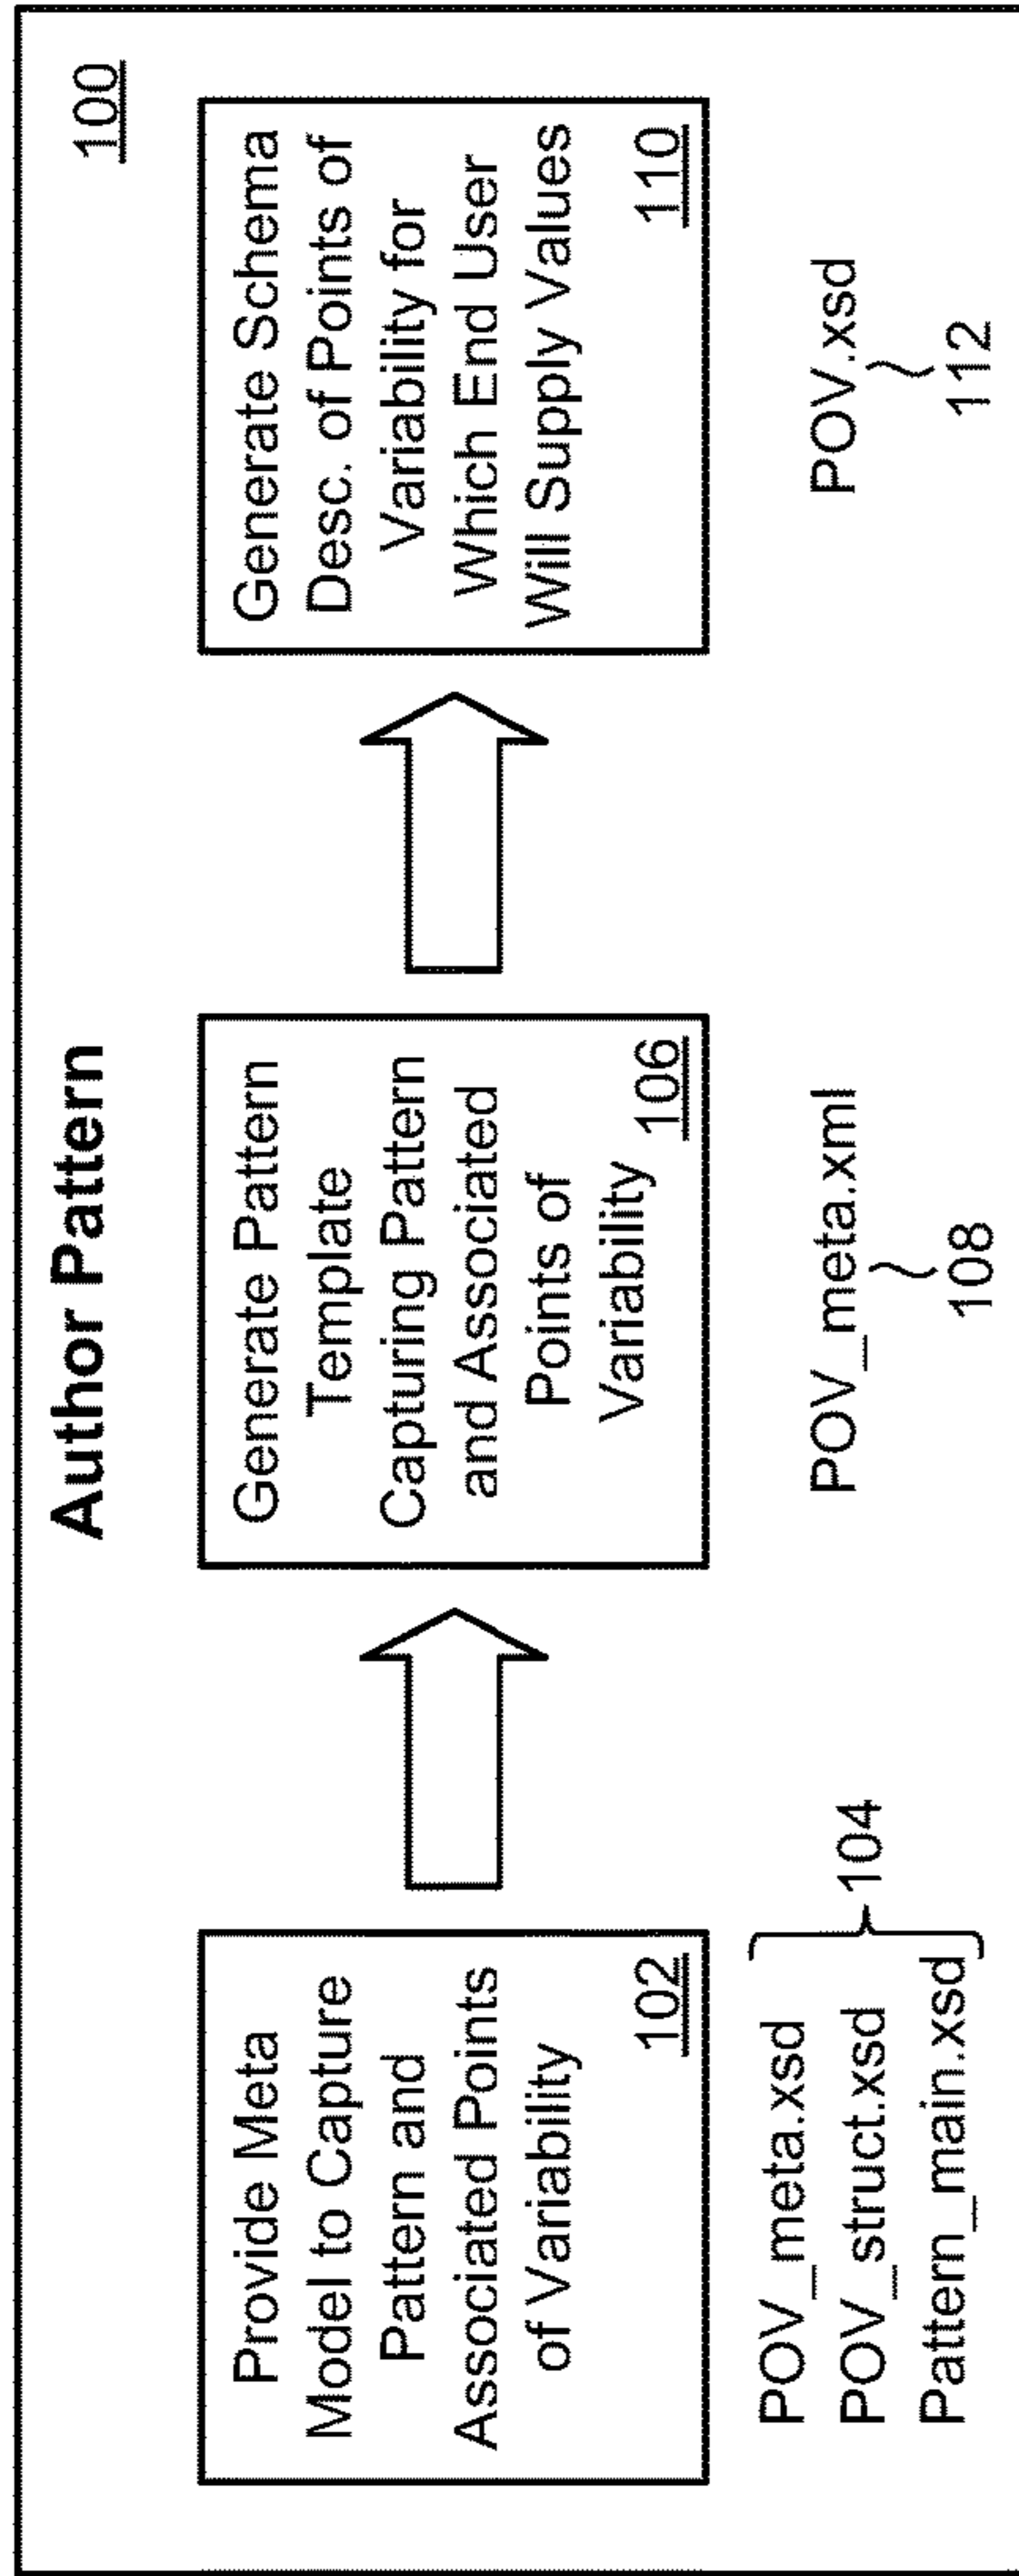 Author Pattern
100
Provide Meta
Model to Capture
Pattern and
Associated Points
of Variability
102
POV_meta.xsd
POV_struct.xsd
Pattern_main.xsd
104
Generate Pattern
Template
Capturing Pattern
and Associated
Points of
Variability
106
POV_meta.xml
108
Generate Schema
Desc. of Points of
Variability for
Which End User
Will Supply Values
110
POV.xsd
112